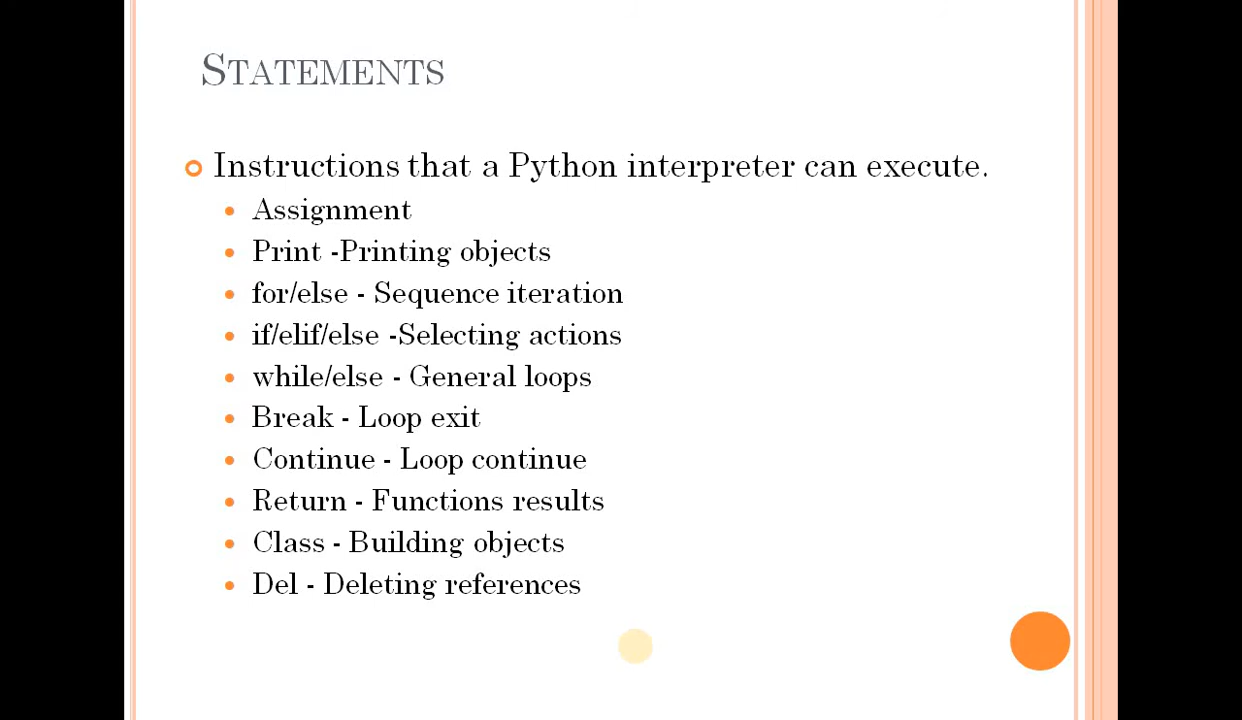 STATEMENTS
Instructions that a Python interpreter can execute.
Assignment
Print -Printing objects
for/else - Sequence iteration
if/elif/else -Selecting actions
while/else - General loops
Break - Loop exit
Continue - Loop continue
Return - Functions results
Class - Building objects
Del - Deleting references